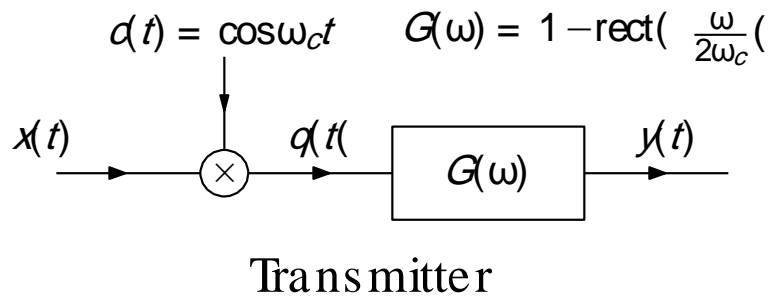 c(t) = cosω_ct G(ω) = 1 − rect( ω/2ω_c (
x(t) q(t( y(t)
× G(ω)
Transmitter